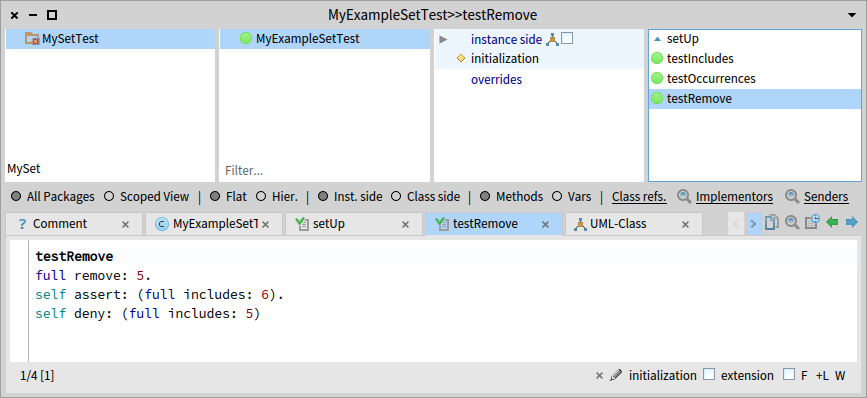 MyExampleSetTest>>testRemove
MySetTest
MySet
MyExampleSetTest
Filter...
instance side
initialization
overrides
setUp
testIncludes
testOccurrences
testRemove
All Packages Scoped View | Flat Hier. | Inst. side Class side | Methods Vars | Class refs. Implementors Senders
? Comment × C MyExampleSetT × setUp × testRemove × UML-Class ×
testRemove
full remove: 5.
self assert: (full includes: 6).
self deny: (full includes: 5)
1/4 [1] × initialization extension F +L W